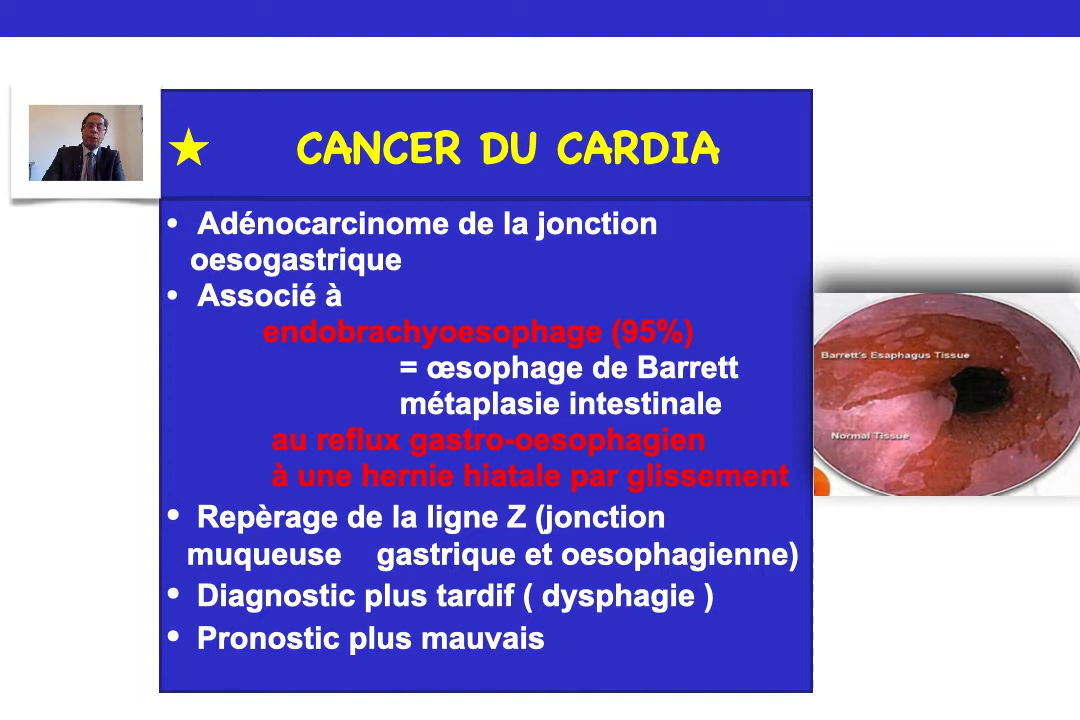 ★ CANCER DU CARDIA
• Adénocarcinome de la jonction
oesogastrique
• Associé à
endobrachyoesophage (95%)
= œsophage de Barrett
métaplasie intestinale
au reflux gastro-oesophagien
à une hernie hiatale par glissement
• Repèrage de la ligne Z (jonction
muqueuse gastrique et oesophagienne)
• Diagnostic plus tardif ( dysphagie )
• Pronostic plus mauvais
Barrett's Esaphagus Tissue
Normal Tissue